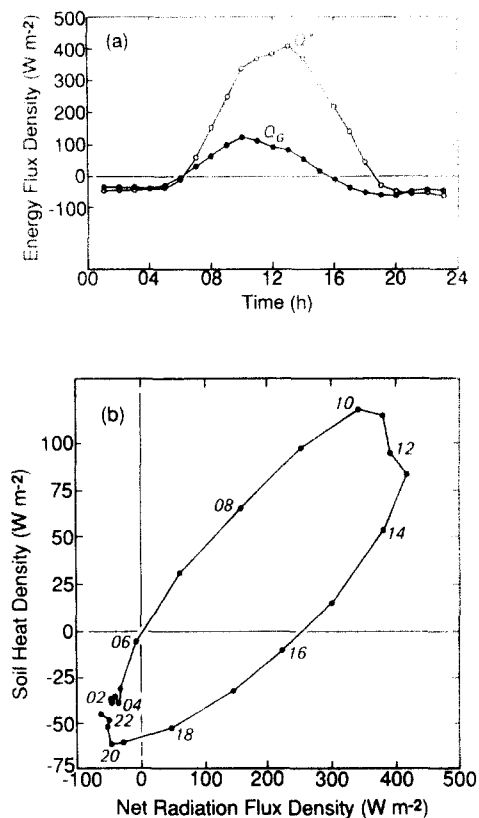 (a)
500
400
300
200
100
0
-100
Energy Flux Density (W m-2)
Q*
QG
00 04 08 12 16 20 24
Time (h)
(b)
100
75
50
25
0
-25
-50
-75
Soil Heat Density (W m-2)
10
12
08
14
06
16
02
04
22
18
20
-100 0 100 200 300 400 500
Net Radiation Flux Density (W m-2)